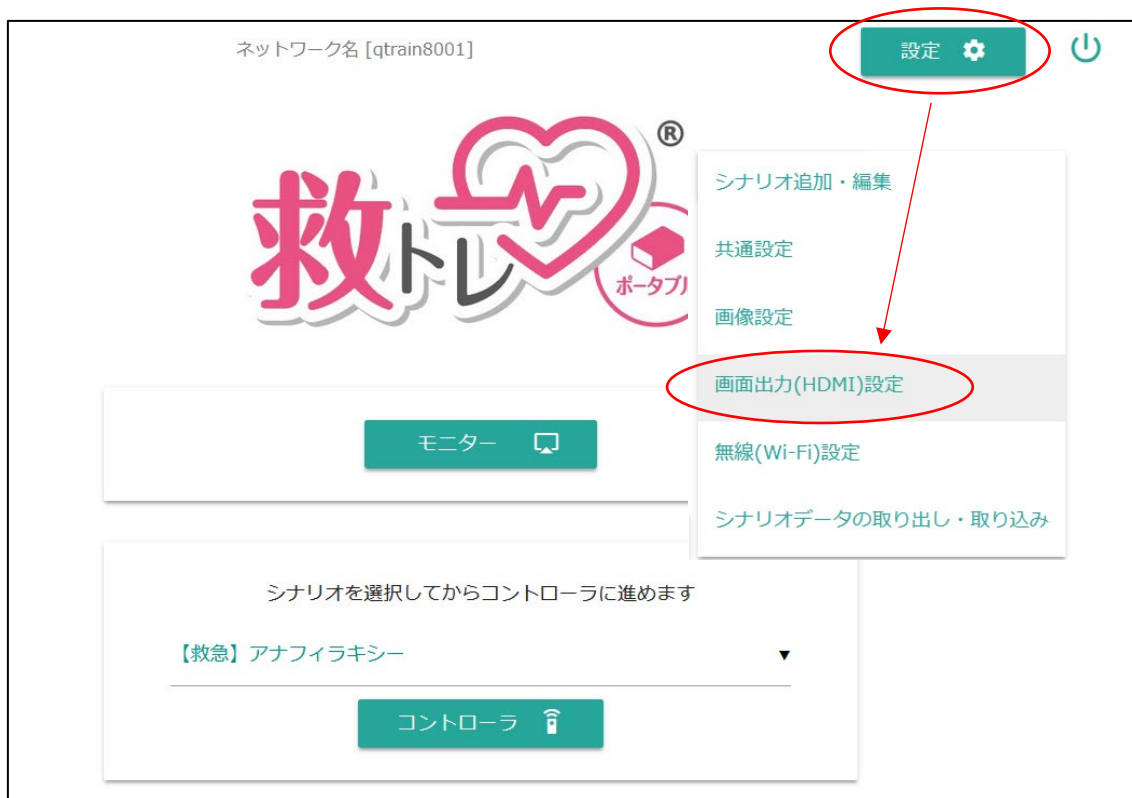 ネットワーク名 [qtrain8001]
設定
救トレ®
ポータブル
シナリオ追加・編集
共通設定
画像設定
画面出力(HDMI)設定
無線(Wi-Fi)設定
シナリオデータの取り出し・取り込み
モニター
シナリオを選択してからコントローラに進めます
【救急】アナフィラキシー
コントローラ